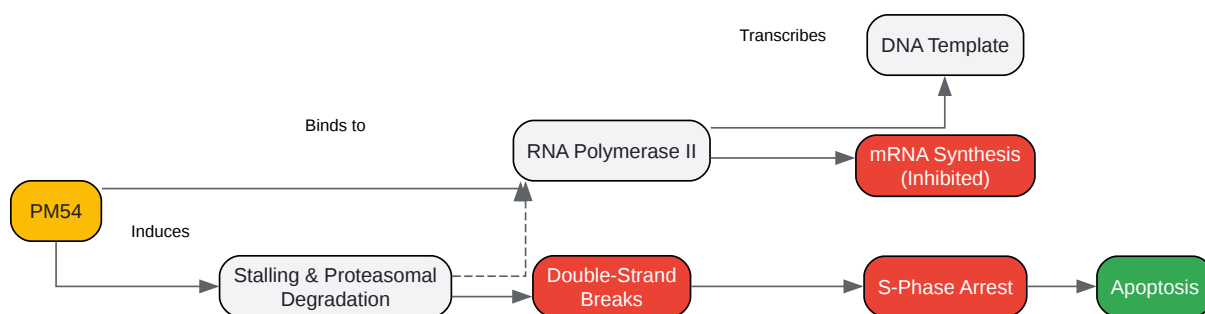 Transcribes
DNA Template
Binds to
RNA Polymerase II
mRNA Synthesis
(Inhibited)
PM54
Induces
Stalling & Proteasomal
Degradation
Double-Strand
Breaks
S-Phase Arrest
Apoptosis